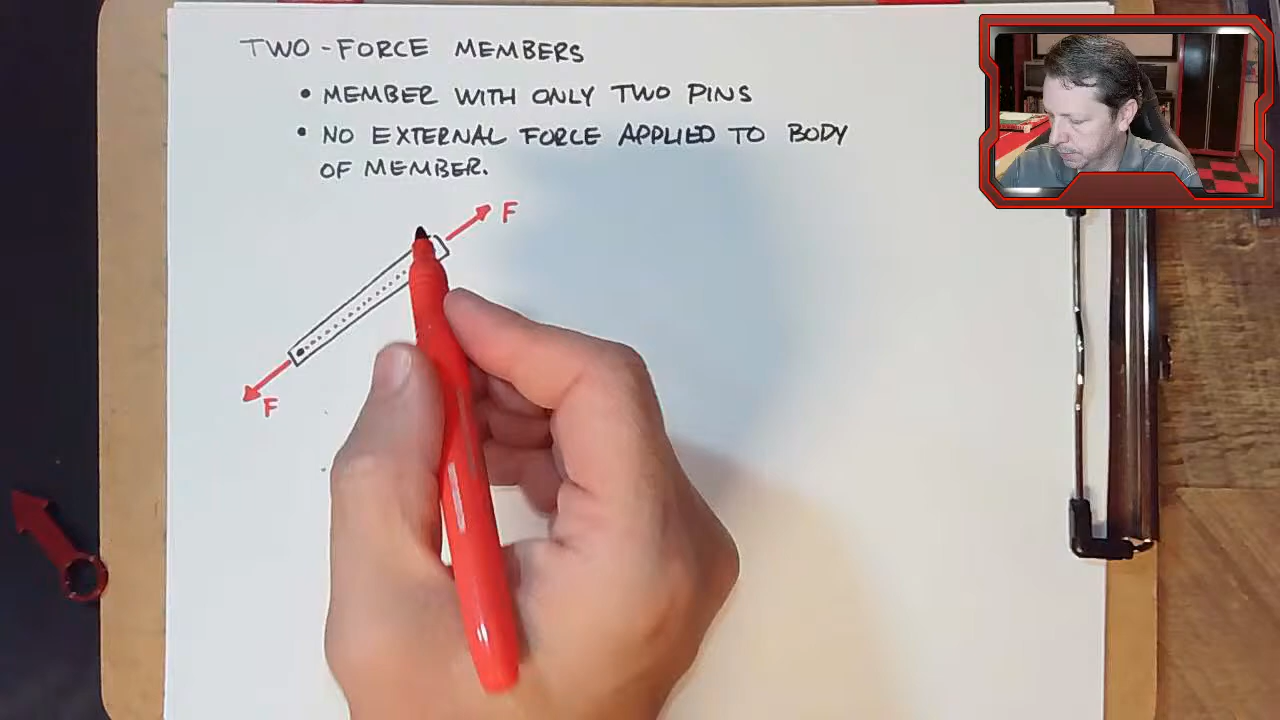 TWO-FORCE MEMBERS
• MEMBER WITH ONLY TWO PINS
• NO EXTERNAL FORCE APPLIED TO BODY
OF MEMBER.
F
F